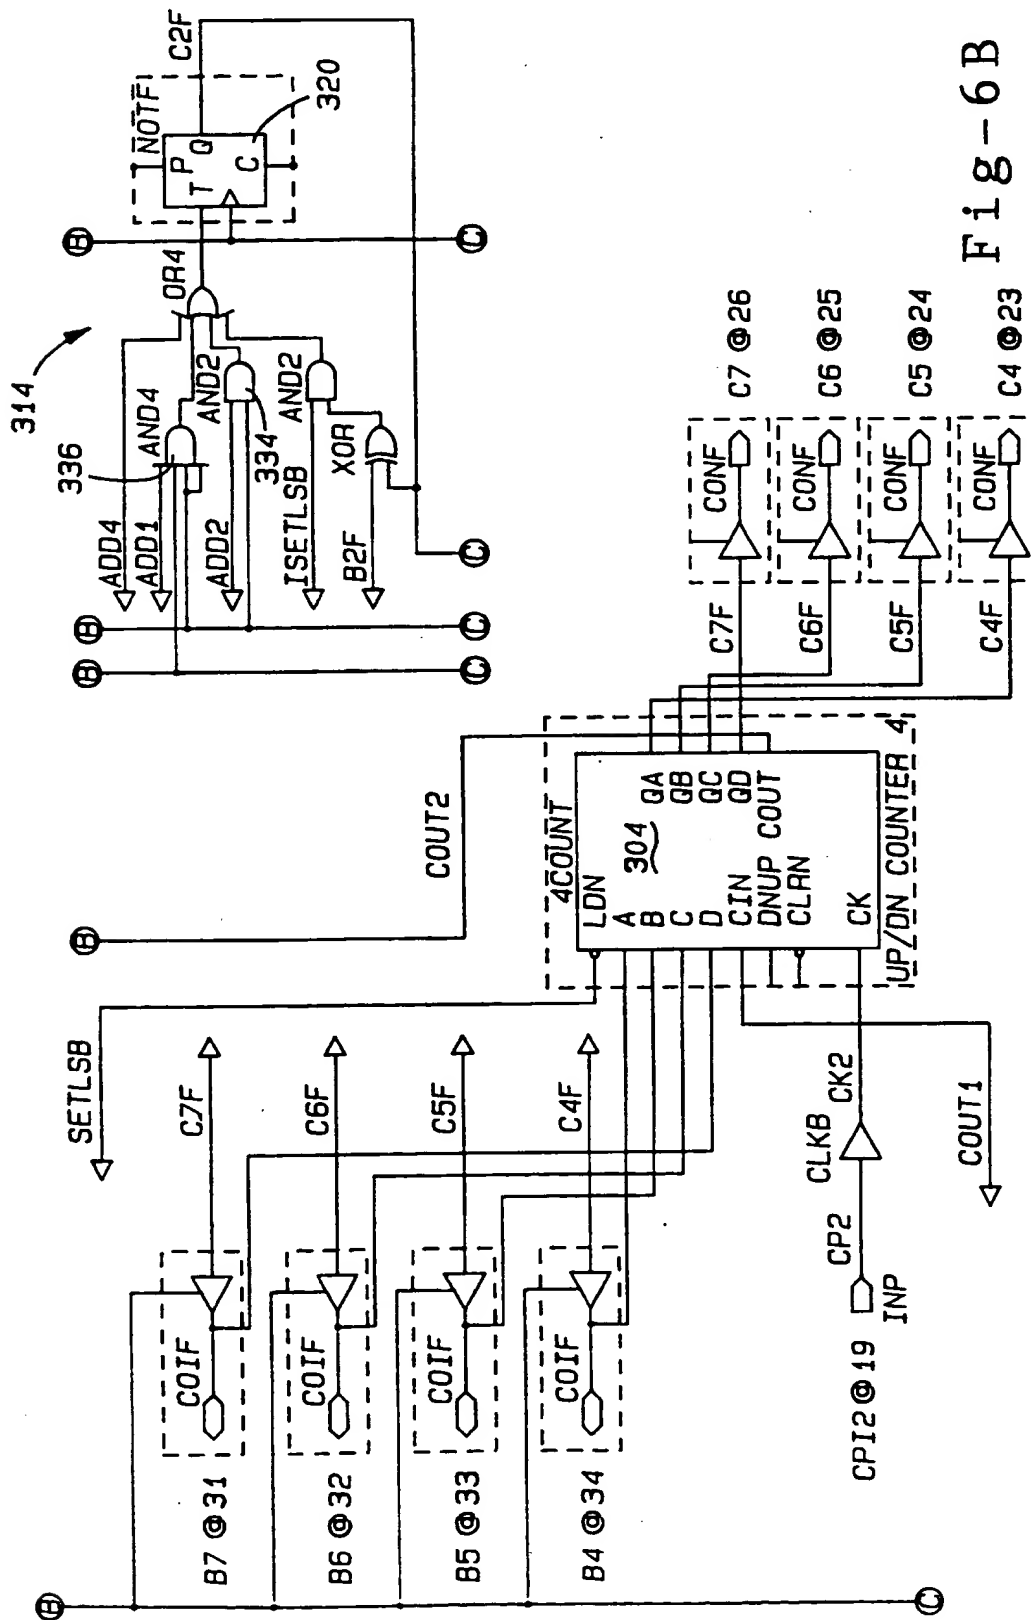 314
336
334
ADD4
ADD1
AND4
ADD2
AND2
ISETLSB
AND2
B2F
XOR
OR4
NOTF
P
T
Q
C
320
C2F
B
B
B
C
C
C
C
B
COUT2
SETLSB
B
C
B7 @31
COIF
C7F
B6 @32
COIF
C6F
B5 @33
COIF
C5F
B4 @34
COIF
C4F
CPI2@19
INP
CP2
CLKB
CK2
COUT1
4COUNT
304
LDN
A
B
C
D
CIN
DNUP
CLRN
CK
QA
QB
QC
QD
COUT
UP/DN COUNTER 4
C7F
CONF
C7 @26
C6F
CONF
C6 @25
C5F
CONF
C5 @24
C4F
CONF
C4 @23
Fig-6B